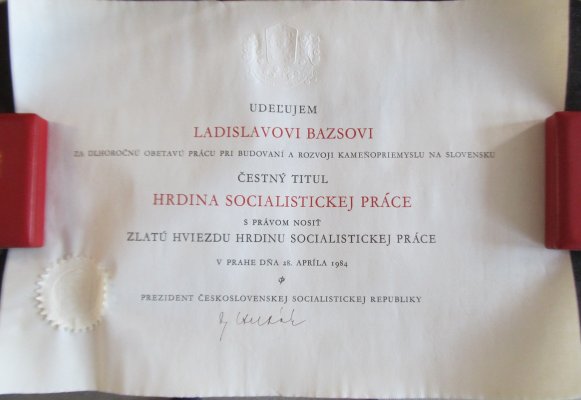 UDEĽUJEM
LADISLAVOVI BAZSOVI
ZA DLHOROČNÚ OBETAVÚ PRÁCU PRI BUDOVANÍ A ROZVOJI KAMEŇOPRIEMYSLU NA SLOVENSKU
ČESTNÝ TITUL
HRDINA SOCIALISTICKEJ PRÁCE
S PRÁVOM NOSIŤ
ZLATÚ HVIEZDU HRDINU SOCIALISTICKEJ PRÁCE
V PRAHE DŇA 28. APRÍLA 1984
PREZIDENT ČESKOSLOVENSKEJ SOCIALISTICKEJ REPUBLIKY